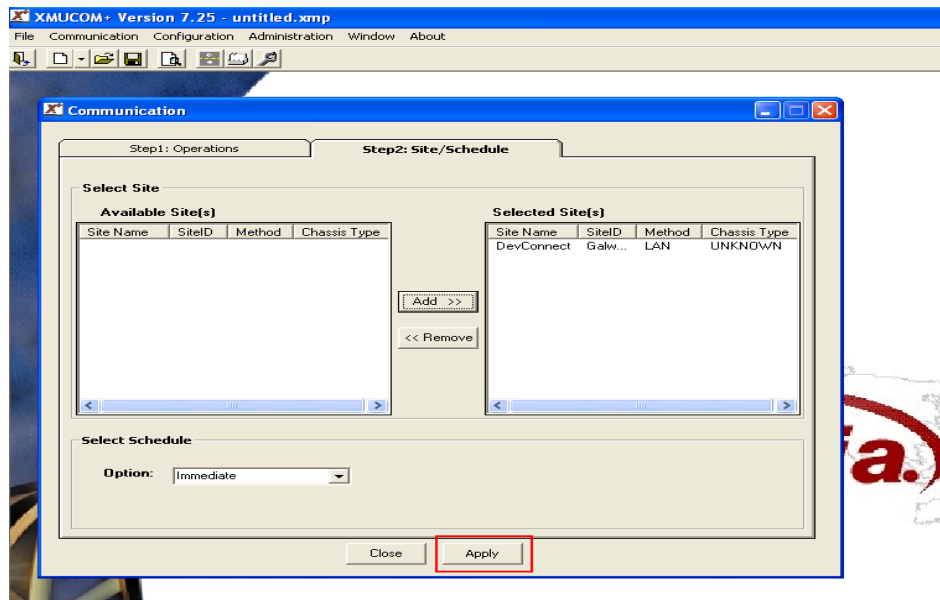 XMUCOM+ Version 7.25 - untitled.xmp
File Communication Configuration Administration Window About
Communication
Step1: Operations Step2: Site/Schedule
Select Site
Available Site(s) Selected Site(s)
Site Name SiteID Method Chassis Type Site Name SiteID Method Chassis Type
DevConnect Galw... LAN UNKNOWN
Add >>
<< Remove
Select Schedule
Option: Immediate
a.)
Close Apply